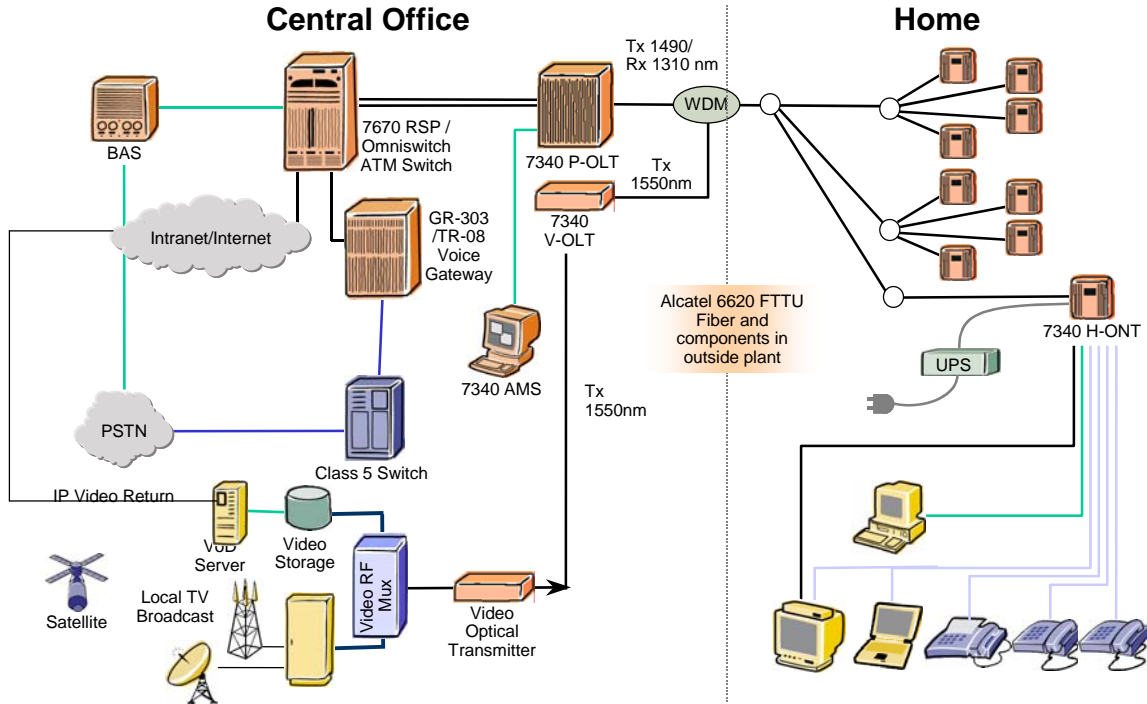 Central Office
Home
Tx 1490/
Rx 1310 nm
WDM
BAS
7670 RSP /
Omniswitch
ATM Switch
7340 P-OLT
Tx
1550nm
7340
V-OLT
GR-303
/TR-08
Voice
Gateway
Intranet/Internet
Alcatel 6620 FTTU
Fiber and
components in
outside plant
7340 H-ONT
UPS
7340 AMS
Tx
1550nm
PSTN
Class 5 Switch
IP Video Return
VoD
Server
Video
Storage
Satellite
Local TV
Broadcast
Video RF
Mux
Video
Optical
Transmitter